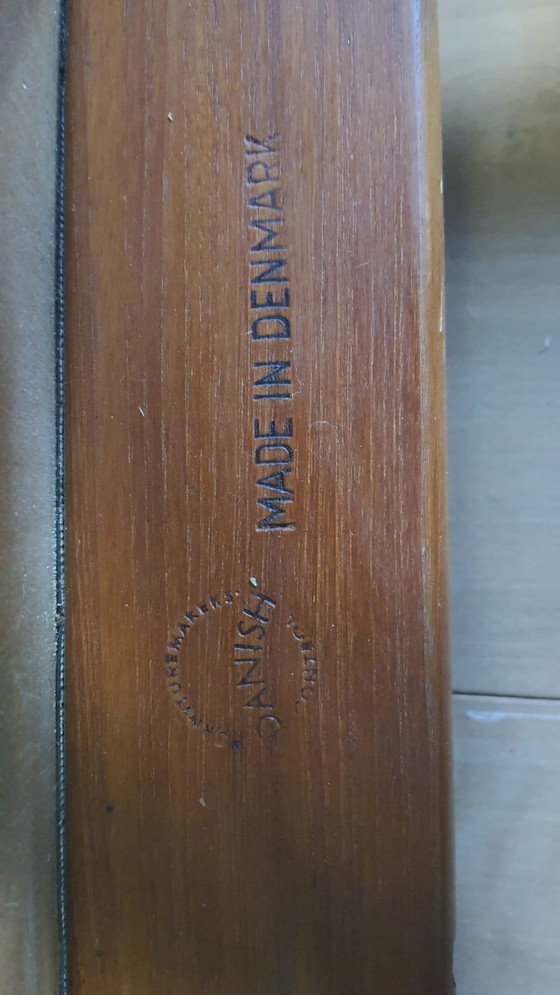 MADE IN DENMARK
FURNITUREMAKERS'
DANISH
CONTROL